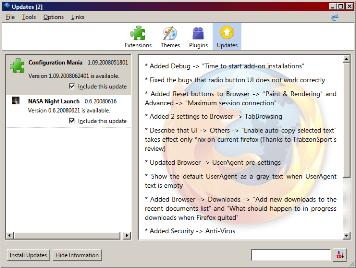 Updates [2]
File Tools Options Links
Extensions Themes Plugins Updates
Configuration Mania 1.09.2008051801
Version 1.09.2008062401 is available.
Include this update
NASA Night Launch 0.6.20080616
Version 0.6.20080621 is available.
Include this update
* Added Debug -> "Time to start add-on installations"
* Fixed the bugs that radio button UI does not work correctly
* Added Reset buttons to Browser -> "Paint & Rendering" and
Advanced -> "Maximum session connection"
* Added 2 settings to Browser -> TabBrowsing
* Describe that UI -> Others -> "Enable auto-copy selected text"
takes effect only *nix on current firefox (Thanks to TrabzonSport's
review)
* Updated Browser -> UserAgent pre-settings
* Show the default UserAgent as a gray text when UserAgent
text is empty
* Added Browser -> Downloads -> "Add new downloads to the
recent documents list" and "What should happen to in-progress
downloads when Firefox quited"
* Added Security -> Anti-Virus
Install Updates Hide Information